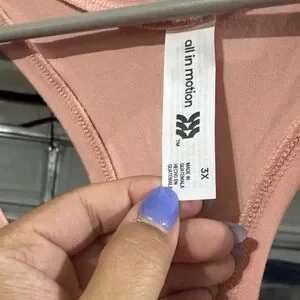 all in motion
TM
3X
MADE IN
GUATEMALA
HECHO EN
GUATEMALA